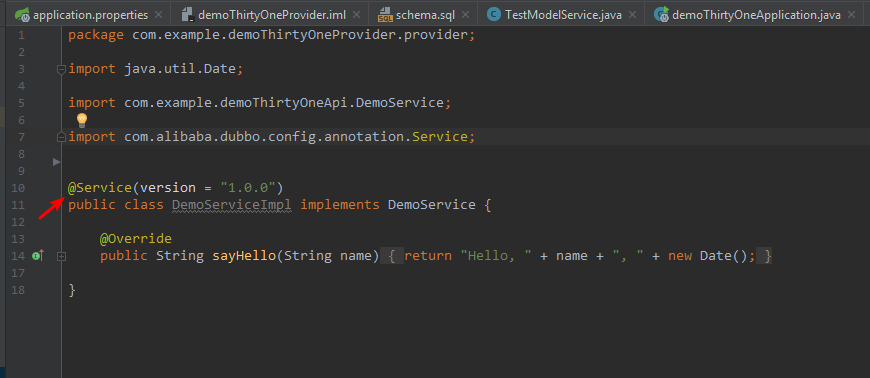 application.properties × demoThirtyOneProvider.iml × schema.sql × TestModelService.java × demoThirtyOneApplication.java ×
1 package com.example.demoThirtyOneProvider.provider;
2
3 import java.util.Date;
4
5 import com.example.demoThirtyOneApi.DemoService;
6
7 import com.alibaba.dubbo.config.annotation.Service;
8
9
10 @Service(version = "1.0.0")
11 public class DemoServiceImpl implements DemoService {
12
13 @Override
14 public String sayHello(String name) { return "Hello, " + name + ", " + new Date(); }
17
18 }